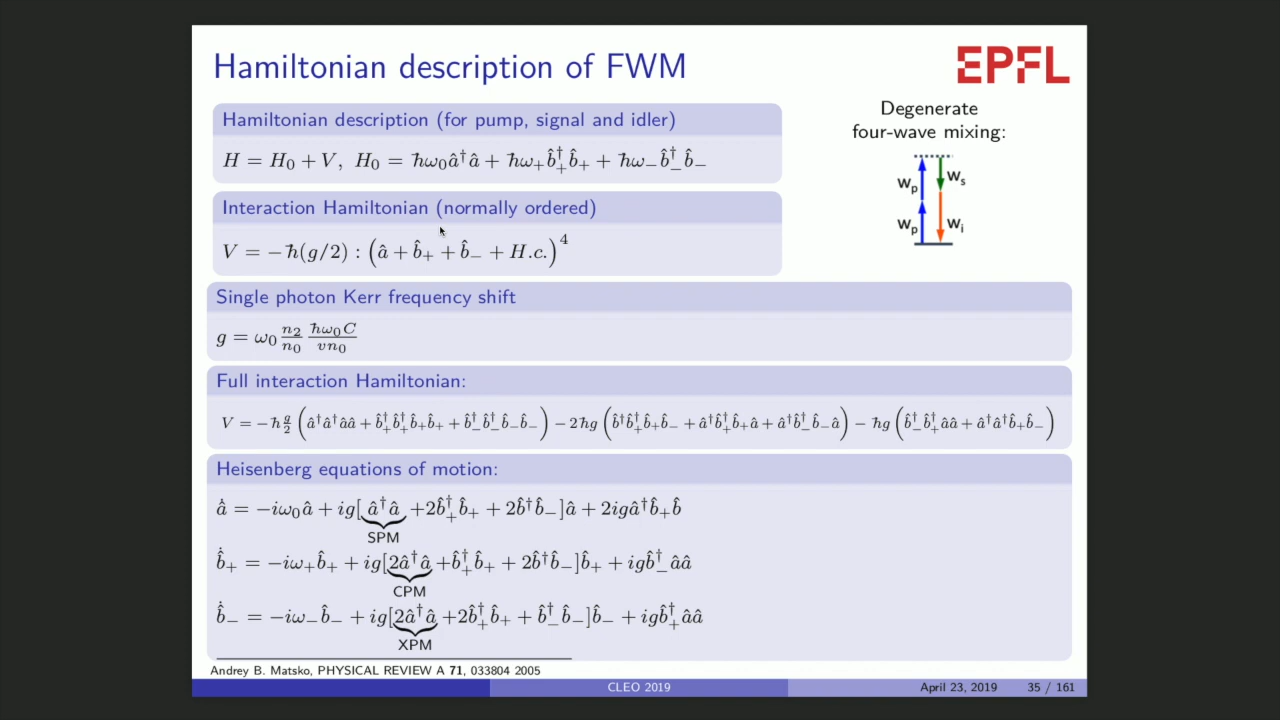 Hamiltonian description of FWM
EPFL
Hamiltonian description (for pump, signal and idler)
H = H₀ + V, H₀ = ħω₀â†â + ħω₊b̂₊†b̂₊ + ħω₋b̂₋†b̂₋
Interaction Hamiltonian (normally ordered)
V = −ħ(g/2) : (â + b̂₊ + b̂₋ + H.c.)⁴
Degenerate
four-wave mixing:
wₚ wₛ
wₚ wᵢ
Single photon Kerr frequency shift
g = ω₀ n₂/n₀ ħω₀C/vn₀
Full interaction Hamiltonian:
V = −ħ g/2 (â†â†ââ + b̂₊†b̂₊†b̂₊b̂₊ + b̂₋†b̂₋†b̂₋b̂₋) − 2ħg (b̂†b̂₊†b̂₊b̂₋ + â†b̂₊†b̂₊â + â†b̂₋†b̂₋â) − ħg (b̂₋†b̂₊†ââ + â†â†b̂₊b̂₋)
Heisenberg equations of motion:
ȧ̂ = −iω₀â + ig[â†â +2b̂₊†b̂₊ + 2b̂†b̂₋]â + 2igâ†b̂₊b̂
SPM
ḃ̂₊ = −iω₊b̂₊ + ig[2â†â +b̂₊†b̂₊ + 2b̂†b̂₋]b̂₊ + igb̂₋†ââ
CPM
ḃ̂₋ = −iω₋b̂₋ + ig[2â†â +2b̂₊†b̂₊ + b̂₋†b̂₋]b̂₋ + igb̂₊†ââ
XPM
Andrey B. Matsko, PHYSICAL REVIEW A 71, 033804 2005
CLEO 2019
April 23, 2019 35 / 161